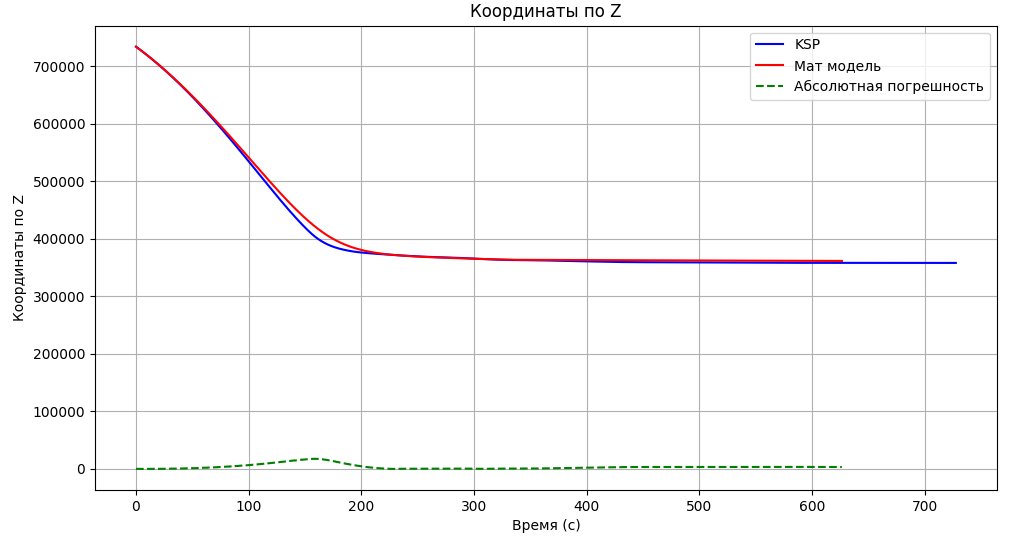 Координаты по Z
KSP
Мат модель
Абсолютная погрешность
Координаты по Z
700000
600000
500000
400000
300000
200000
100000
0
0 100 200 300 400 500 600 700
Время (с)